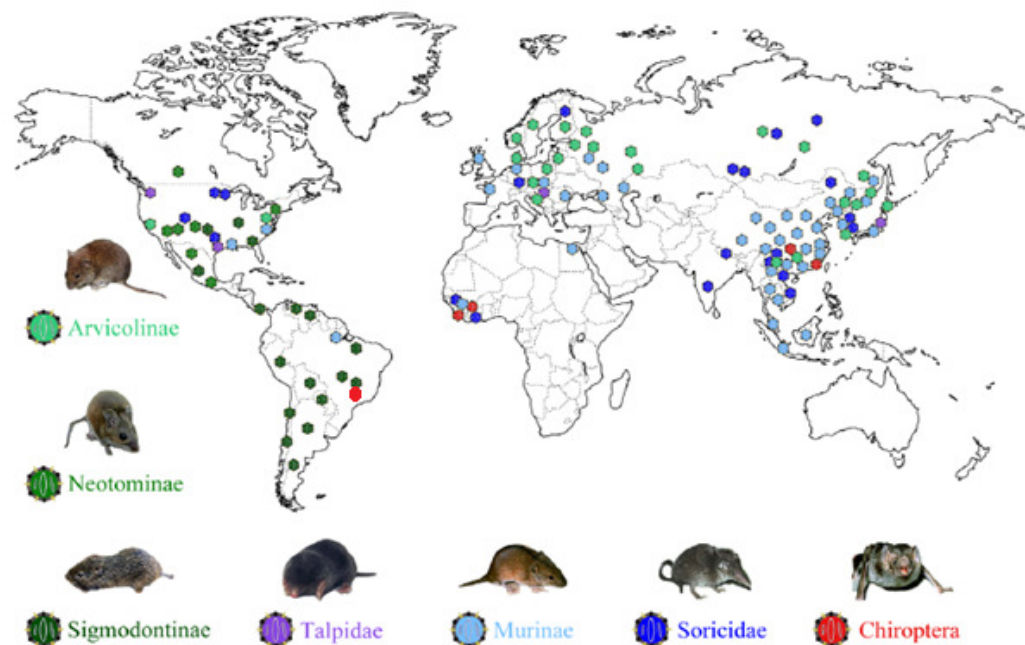 Arvicolinae
Neotominae
Sigmodontinae
Talpidae
Murinae
Soricidae
Chiroptera